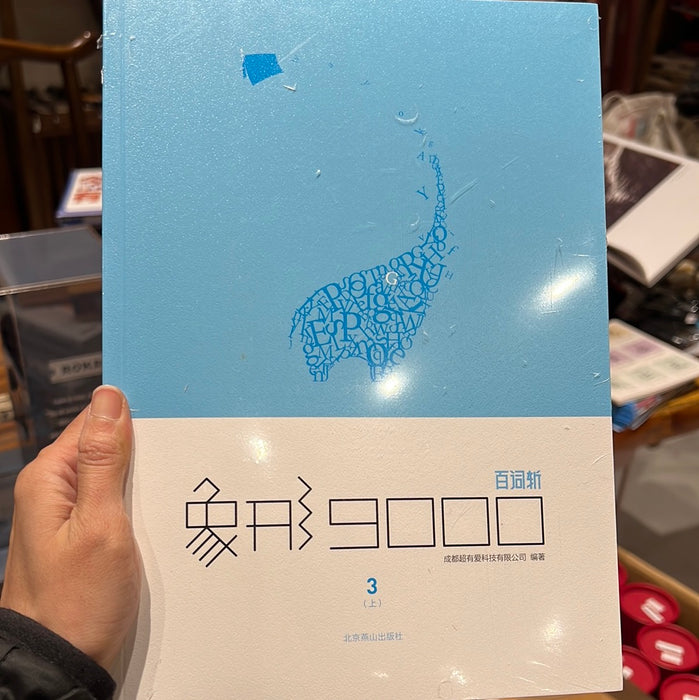 百词斩
象形9000
成都超有爱科技有限公司 编著
3
（上）
北京燕山出版社